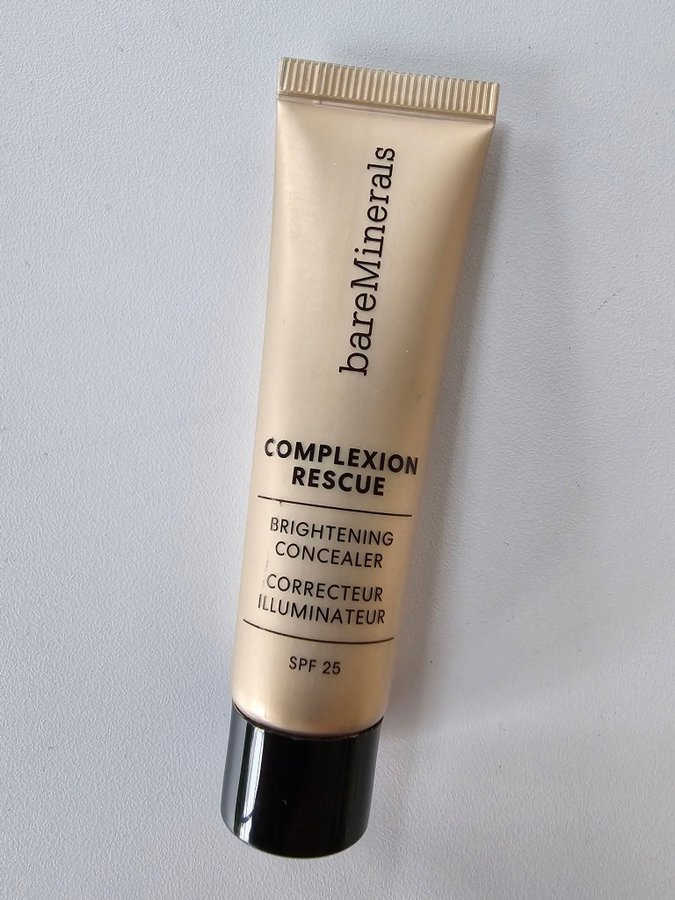 bareMinerals
COMPLEXION
RESCUE
BRIGHTENING
CONCEALER
CORRECTEUR
ILLUMINATEUR
SPF 25